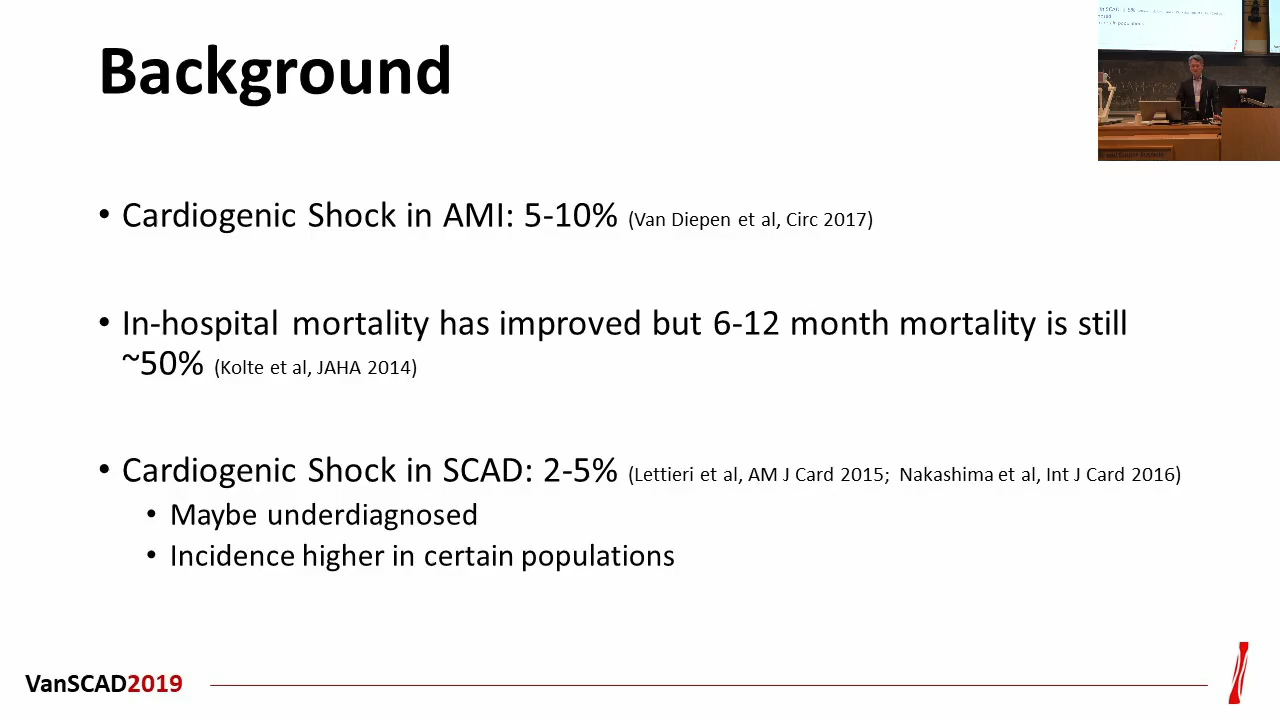 Background
• Cardiogenic Shock in AMI: 5-10% (Van Diepen et al, Circ 2017)
• In-hospital mortality has improved but 6-12 month mortality is still
~50% (Kolte et al, JAHA 2014)
• Cardiogenic Shock in SCAD: 2-5% (Lettieri et al, AM J Card 2015; Nakashima et al, Int J Card 2016)
• Maybe underdiagnosed
• Incidence higher in certain populations
VanSCAD2019